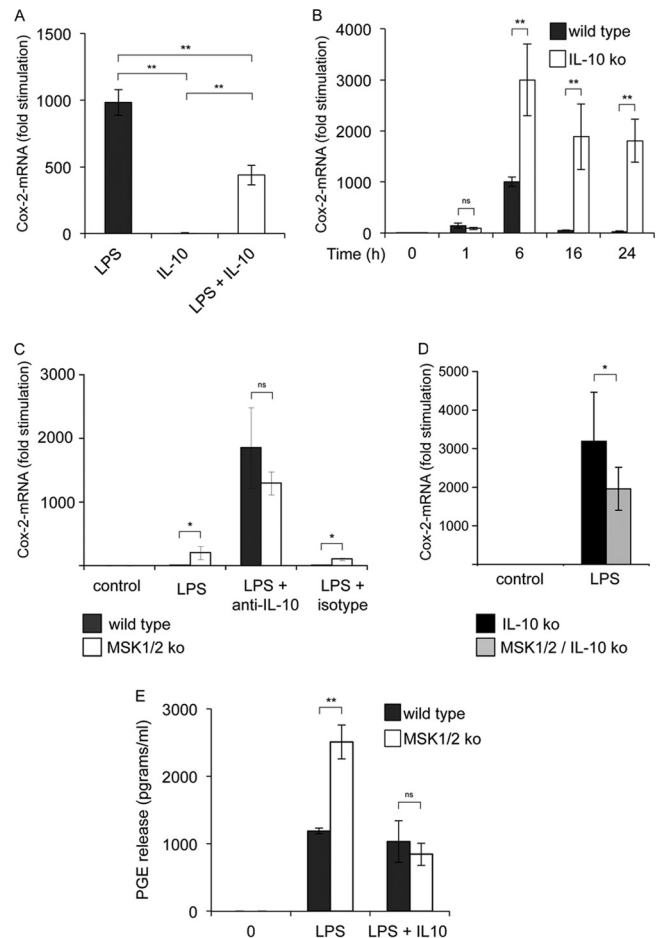 A
Cox-2-mRNA (fold stimulation)
1500
1000
500
0
**
**
**
LPS
IL-10
LPS + IL-10
B
wild type
IL-10 ko
Cox-2-mRNA (fold stimulation)
4000
3000
2000
1000
0
ns
**
**
**
Time (h) 0 1 6 16 24
C
Cox-2-mRNA (fold stimulation)
3000
2000
1000
*
ns
*
control
LPS
LPS +
anti-IL-10
LPS +
isotype
wild type
MSK1/2 ko
D
Cox-2-mRNA (fold stimulation)
5000
4000
3000
2000
1000
*
control
LPS
IL-10 ko
MSK1/2 / IL-10 ko
E
wild type
MSK1/2 ko
PGE release (pgrams/ml)
3000
2000
1000
0
**
ns
0
LPS
LPS + IL10